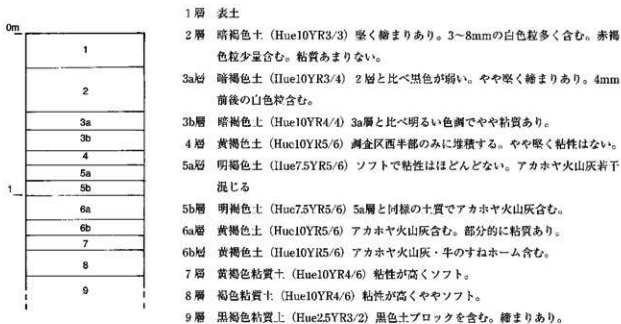 0m
1
2
3a
3b
4
5a
5b
1
6a
6b
7
8
9
1層 表土
2層 暗褐色土（Hue10YR3/3）堅く締まりあり。3〜8mmの白色粒多く含む。赤褐
色粒少量含む。粘質あまりない。
3a層 暗褐色土（Hue10YR3/4）2層と比べ黒色が弱い。やや堅く締まりあり。4mm
前後の白色粒含む。
3b層 暗褐色土（Hue10YR4/4）3a層と比べ明るい色調でやや粘質あり。
4層 黄褐色土（Hue10YR5/6）調査区西半部のみに堆積する。やや堅く粘性はない。
5a層 明褐色土（Hue7.5YR5/6）ソフトで粘性はほどんどない。アカホヤ火山灰若干
混じる
5b層 明褐色土（Hue7.5YR5/6）5a層と同様の土質でアカホヤ火山灰含む。
6a層 黄褐色土（Hue10YR5/6）アカホヤ火山灰含む。部分的に粘質あり。
6b層 黄褐色土（Hue10YR5/6）アカホヤ火山灰・牛のすねホーム含む。
7層 黄褐色粘質土（Hue10YR4/6）粘性が高くソフト。
8層 褐色粘質土（Hue10YR4/6）粘性が高くややソフト。
9層 黒褐色粘質土（Hue2.5YR3/2）黒色土ブロックを含む。締まりあり。